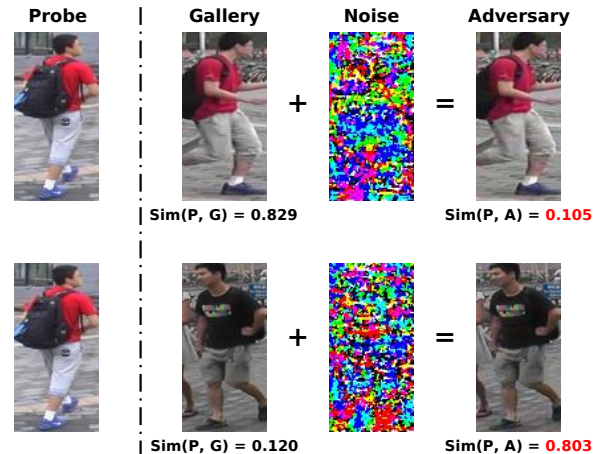 Probe Gallery Noise Adversary
+ =
Sim(P, G) = 0.829 Sim(P, A) = 0.105
+ =
Sim(P, G) = 0.120 Sim(P, A) = 0.803